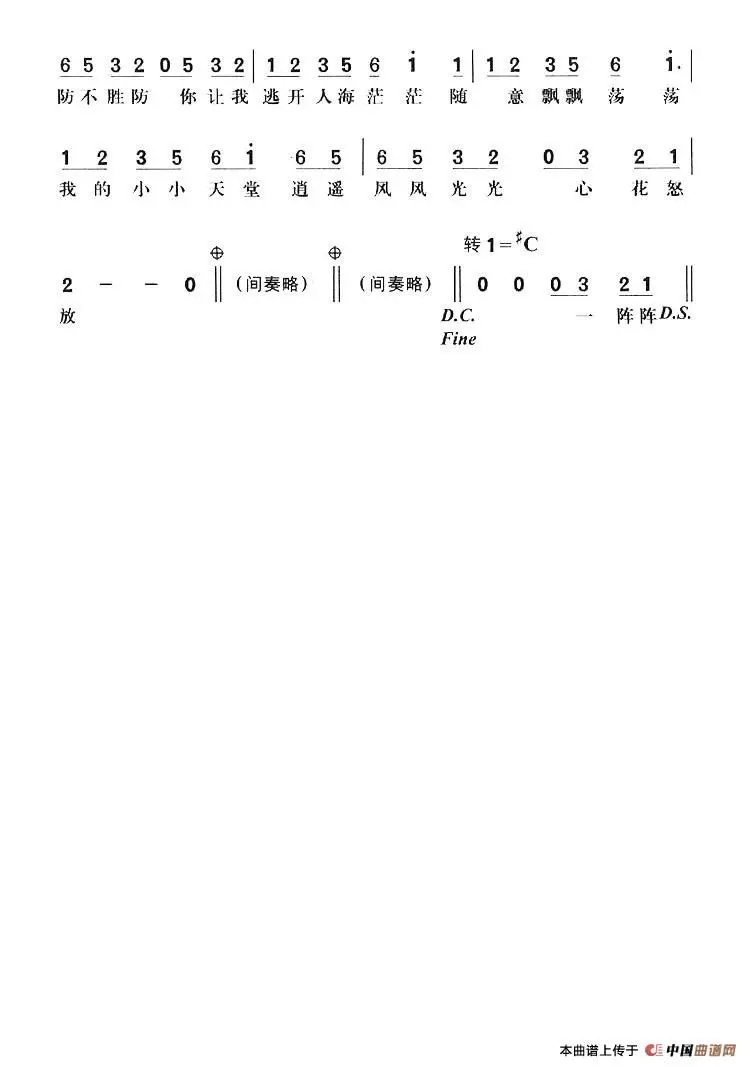 6 5 3 2 0 5 3 2 | 1 2 3 5 6 i 1 | 1 2 3 5 6 i. |
防不胜防 你让我 逃开人海茫茫 随 意飘飘荡荡
1 2 3 5 6 i 6 5 | 6 5 3 2 0 3 2 1 |
我的小小天堂逍遥 风风光光 心花怒
转 1=♯C
2 - - 0 ‖ (间奏略) ‖ (间奏略) ‖ 0 0 0 3 2 1 ‖
放 D.C. 一 阵阵 D.S.
Fine
本曲谱上传于 中国曲谱网